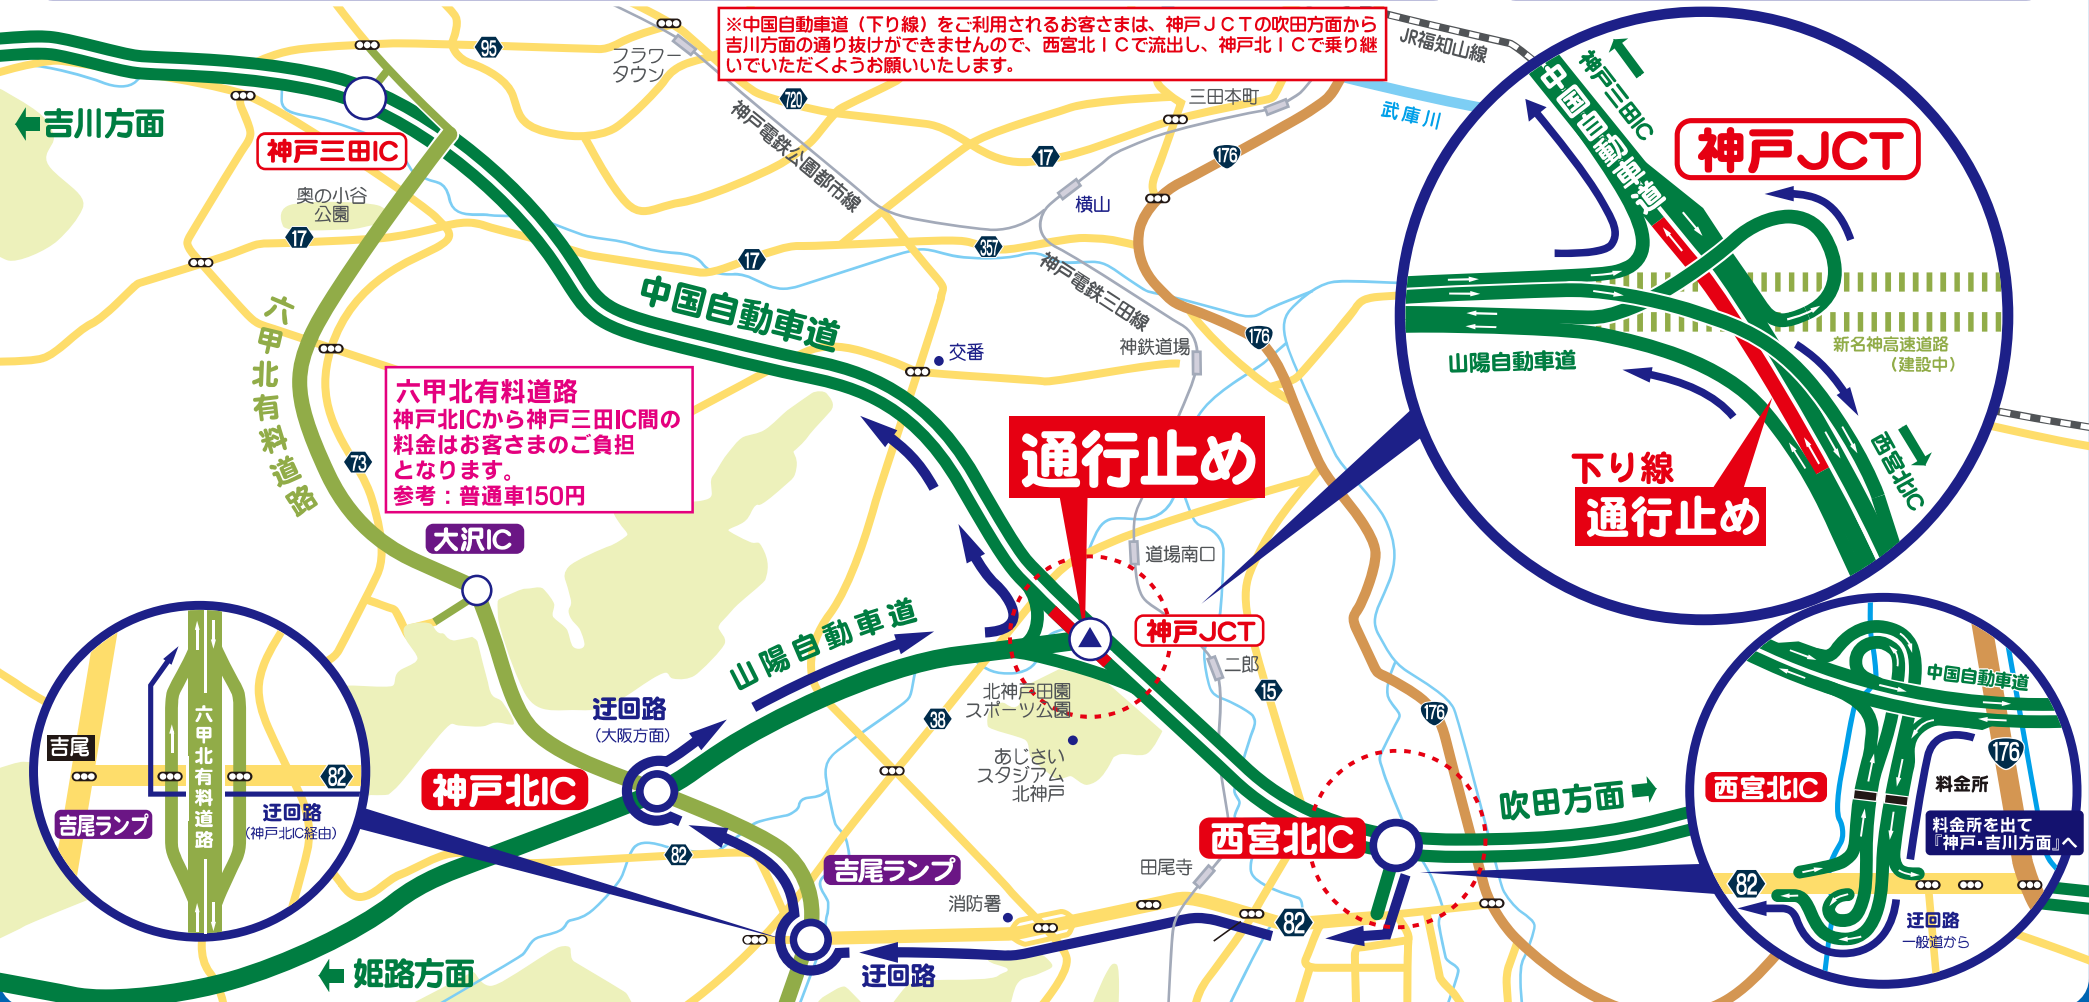 ※中国自動車道（下り線）をご利用されるお客さまは、神戸ＪＣＴの吹田方面から
吉川方面の通り抜けができませんので、西宮北ＩＣで流出し、神戸北ＩＣで乗り継
いでいただくようお願いいたします。
95
フラワー
タウン
720
神戸電鉄公園都市線
三田本町
17
176
武庫川
JR福知山線
横山
吉川方面
神戸三田IC
奥の小谷
公園
17
17
357
神戸電鉄三田線
中国自動車道
六甲北有料道路
交番
神鉄道場
176
六甲北有料道路
神戸北ICから神戸三田IC間の
料金はお客さまのご負担
となります。
参考：普通車150円
73
大沢IC
通行止め
道場南口
神戸JCT
二郎
15
176
山陽自動車道
北神戸田園
スポーツ公園
あじさい
スタジアム
北神戸
38
迂回路
（大阪方面）
神戸北IC
82
吉尾ランプ
消防署
田尾寺
西宮北IC
吹田方面
82
迂回路
姫路方面
神戸三田IC
中国自動車道
神戸JCT
新名神高速道路
（建設中）
山陽自動車道
下り線
通行止め
西宮北IC
吉尾
82
六甲北有料道路
吉尾ランプ
迂回路
（神戸北IC経由）
中国自動車道
176
西宮北IC
料金所
料金所を出て
『神戸・吉川方面』へ
82
迂回路
一般道から